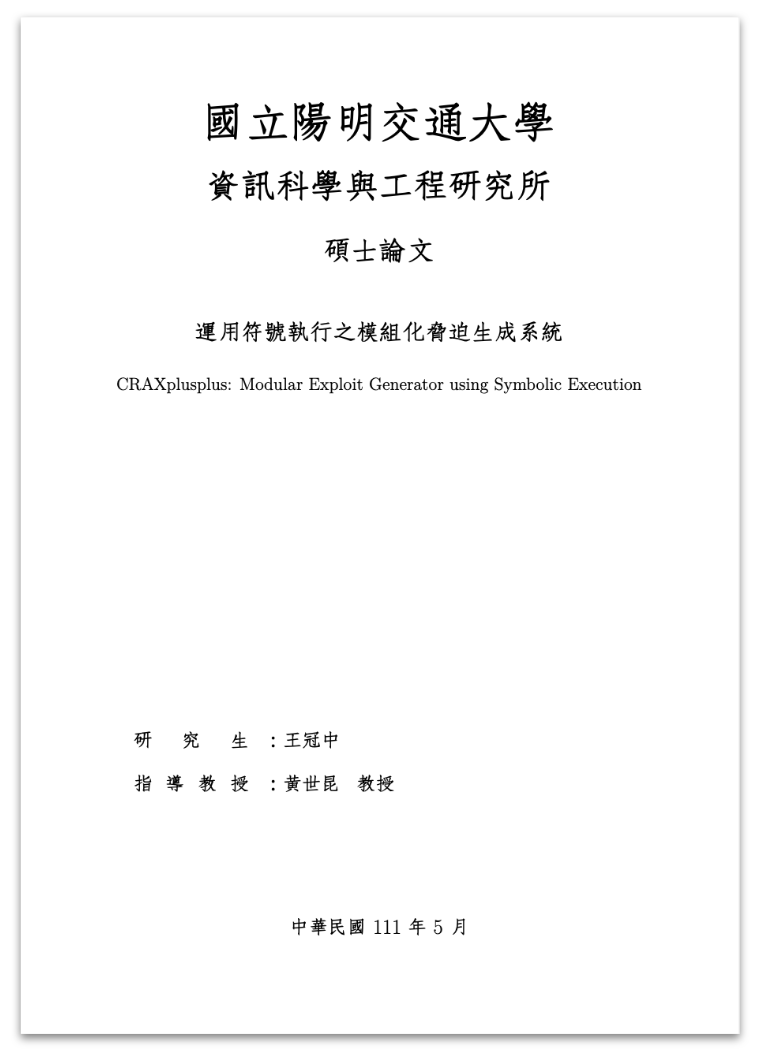 國立陽明交通大學
資訊科學與工程研究所
碩士論文
運用符號執行之模組化脅迫生成系統
CRAXplusplus: Modular Exploit Generator using Symbolic Execution
研究生：王冠中
指導教授：黃世昆 教授
中華民國 111 年 5 月